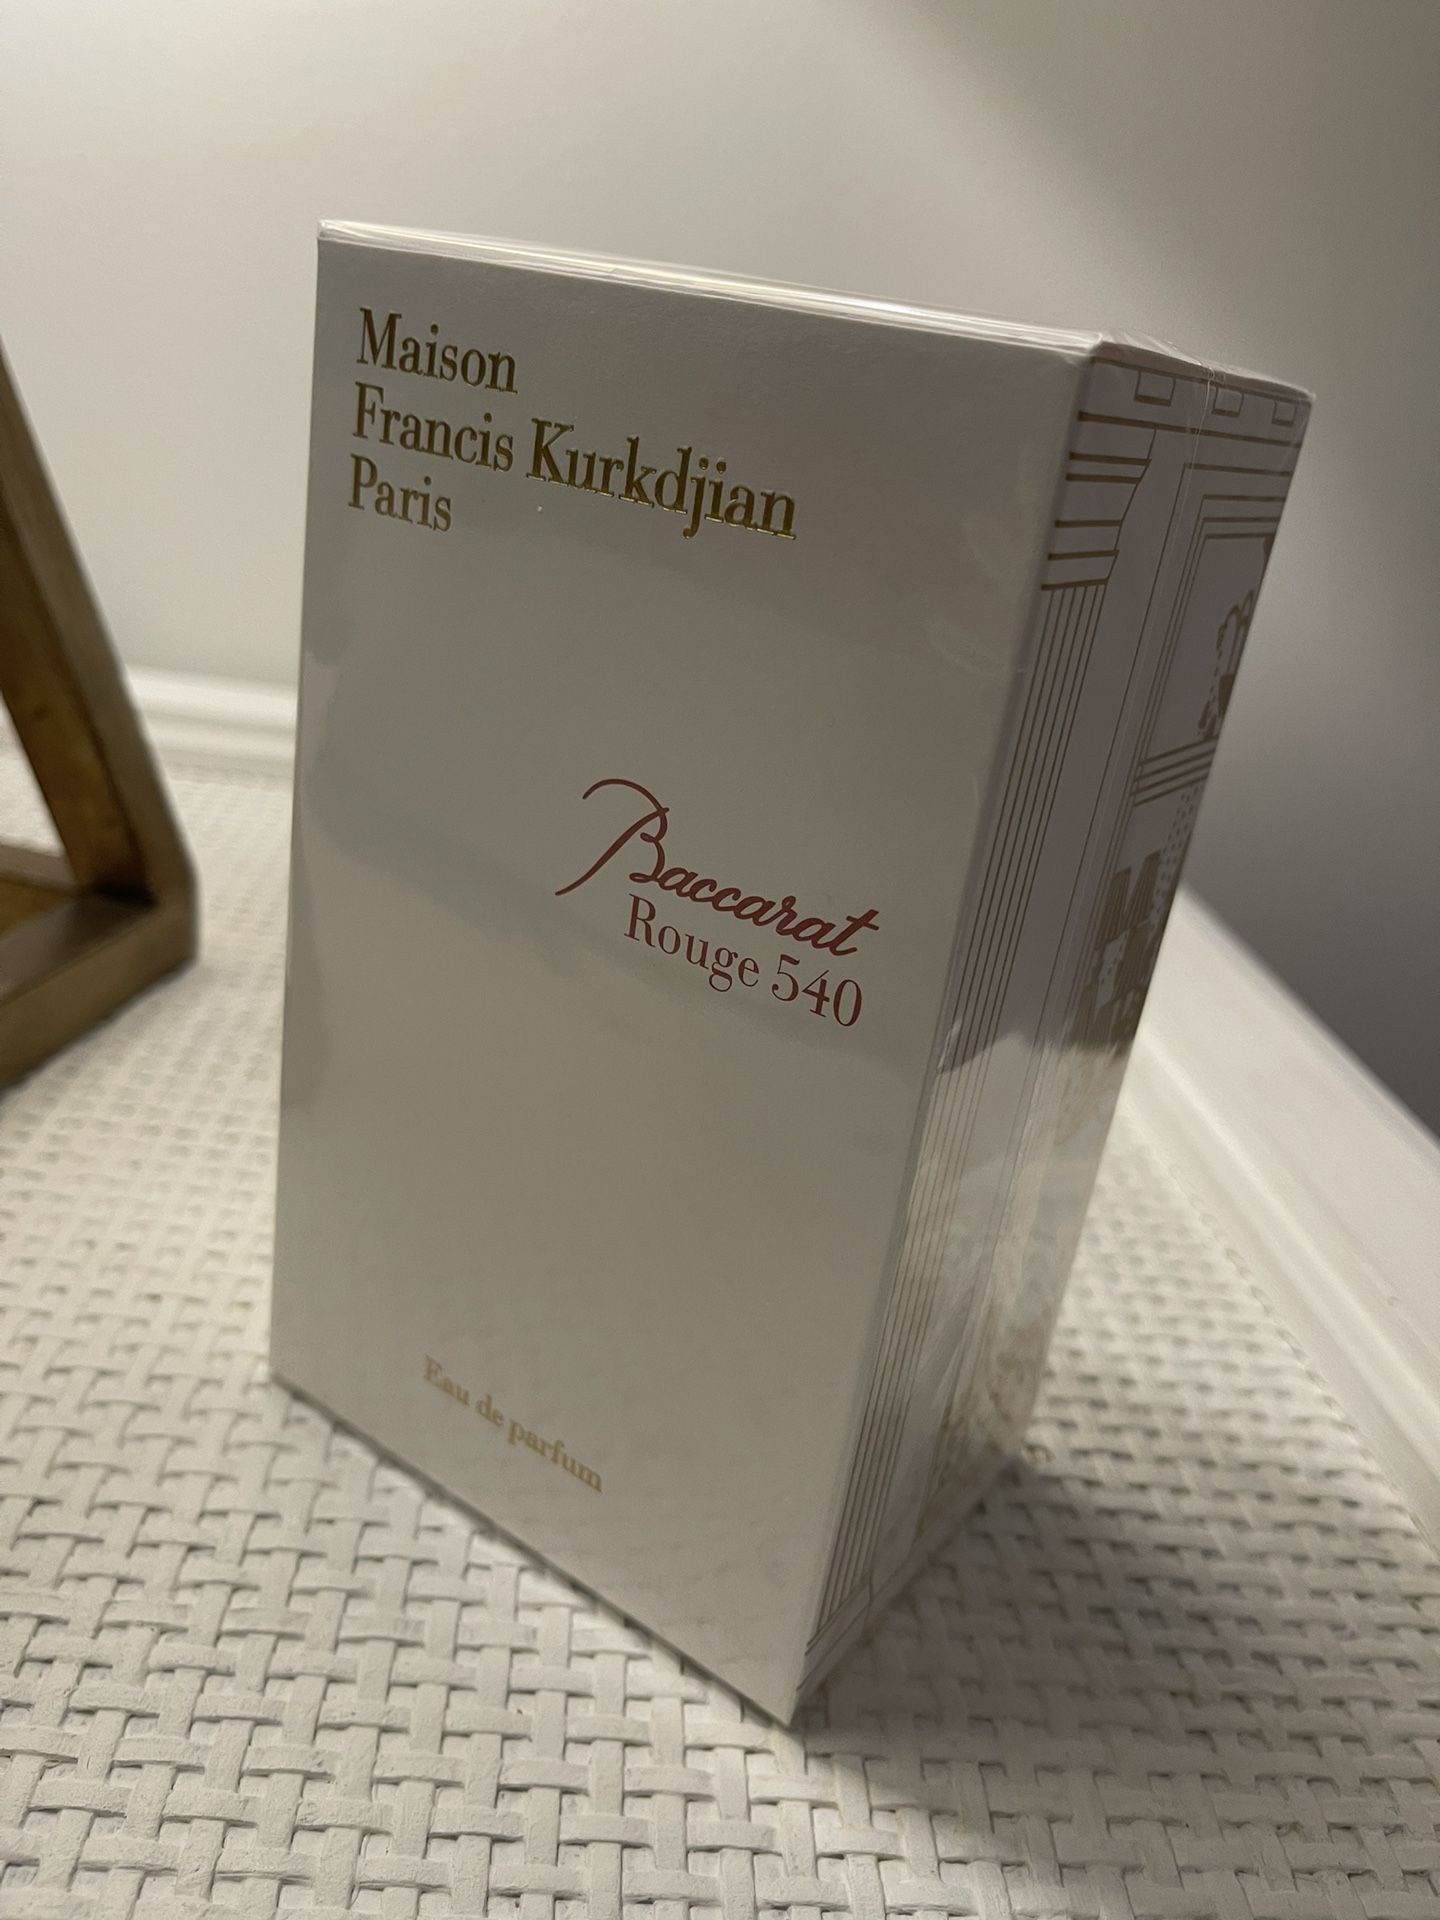 Maison
Francis Kurkdjian
Paris
Baccarat
Rouge 540
Eau de parfum